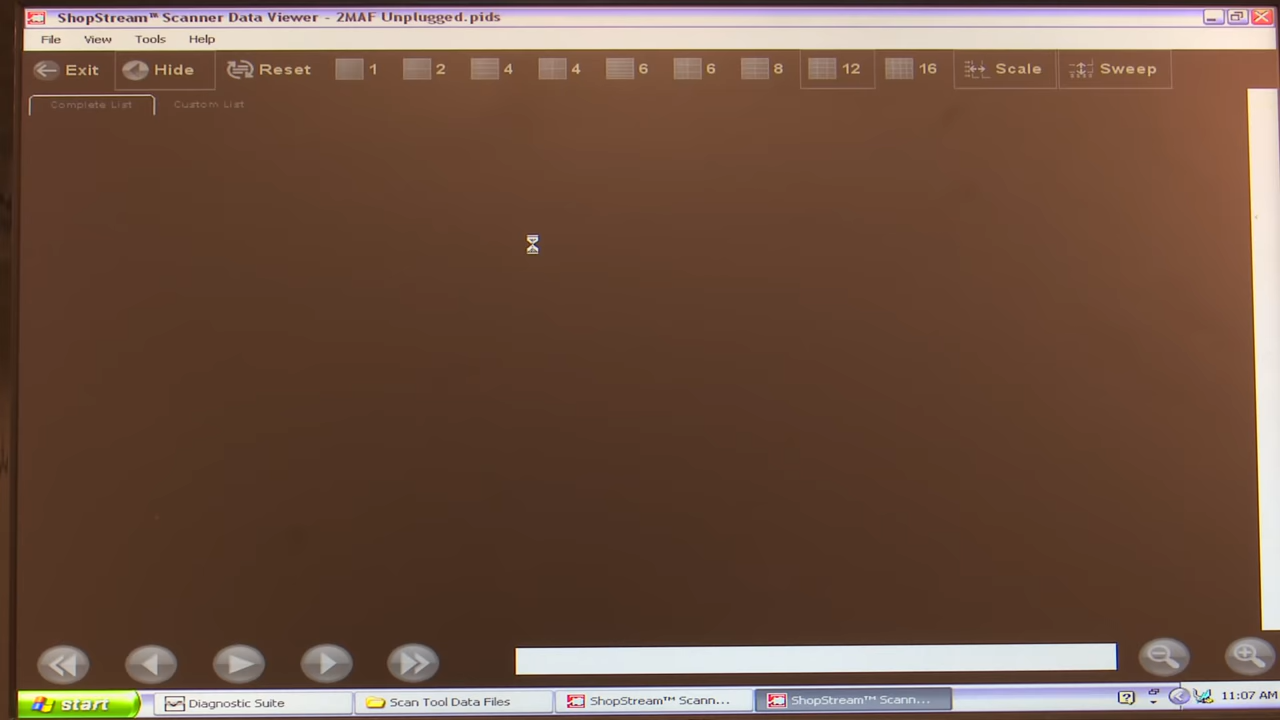 ShopStream™ Scanner Data Viewer - 2MAF Unplugged.pids
File View Tools Help
Exit Hide Reset 1 2 4 4 6 6 8 12 16 Scale Sweep
Complete List Custom List
start Diagnostic Suite Scan Tool Data Files ShopStream™ Scann... ShopStream™ Scann... 11:07 AM